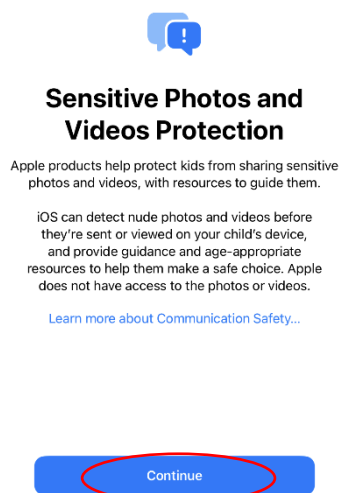 Sensitive Photos and
Videos Protection
Apple products help protect kids from sharing sensitive
photos and videos, with resources to guide them.
iOS can detect nude photos and videos before
they're sent or viewed on your child's device,
and provide guidance and age-appropriate
resources to help them make a safe choice. Apple
does not have access to the photos or videos.
Learn more about Communication Safety...
Continue